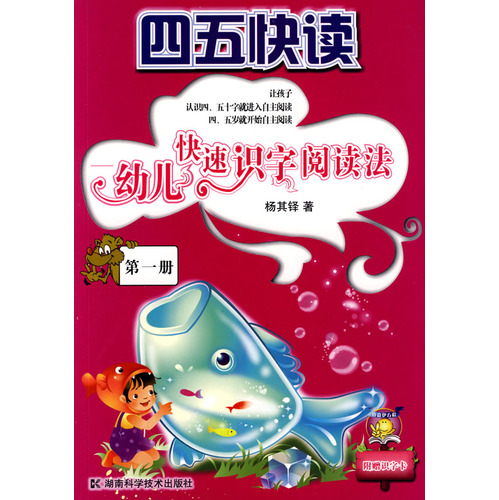 四五快读
让孩子
认识四、五十字就进入自主阅读
四、五岁就开始自主阅读
幼儿快速识字阅读法
杨其铎 著
第一册
附赠识字卡
湖南科学技术出版社